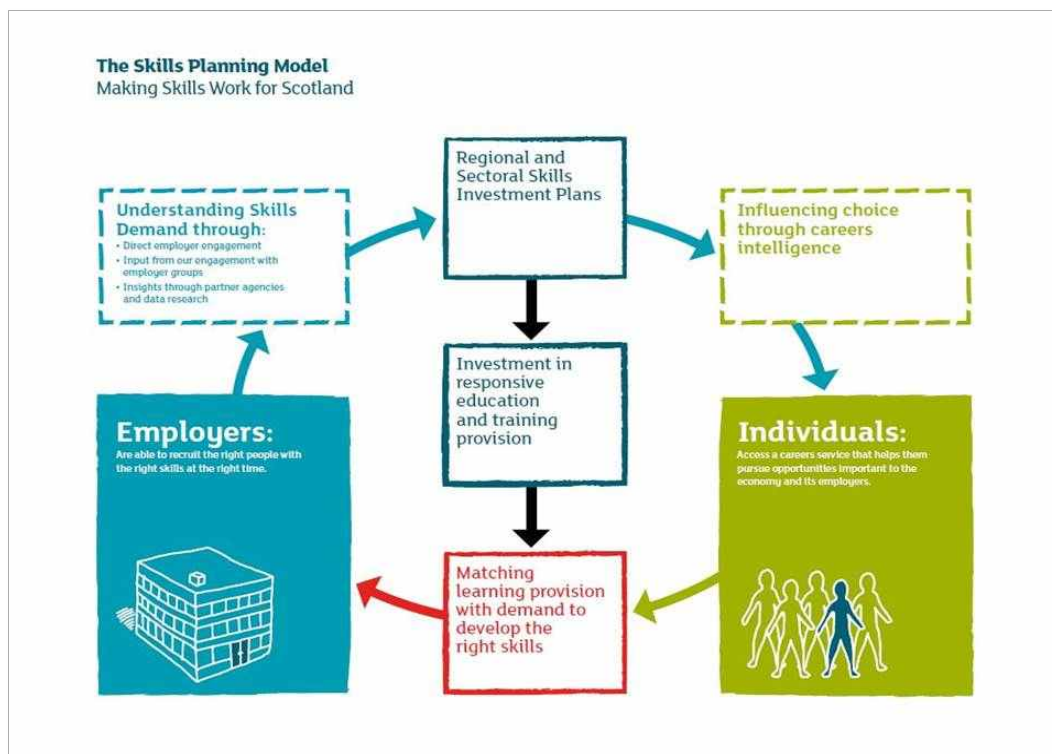 The Skills Planning Model
Making Skills Work for Scotland
Understanding Skills
Demand through:
• Direct employer engagement
• Input from our engagement with
employer groups
• Insights through partner agencies
and data research
Regional and
Sectoral Skills
Investment Plans
Influencing choice
through careers
intelligence
Employers:
Are able to recruit the right people with
the right skills at the right time.
Investment in
responsive
education
and training
provision
Individuals:
Access a careers service that helps them
pursue opportunities important to the
economy and its employers.
Matching
learning provision
with demand to
develop the
right skills